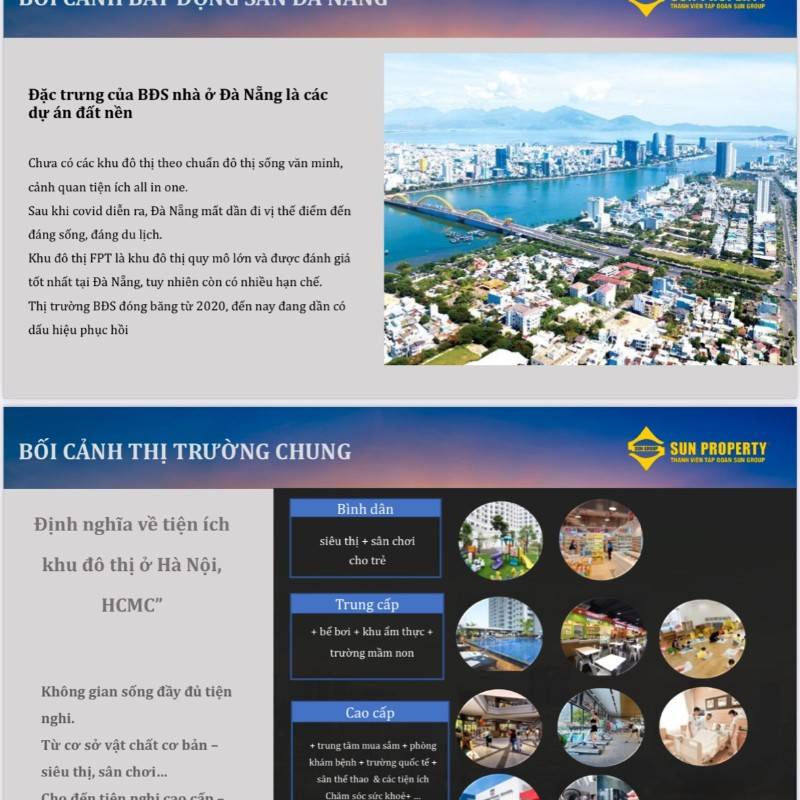 BỐI CẢNH BẤT ĐỘNG SẢN ĐÀ NẴNG
SUN PROPERTY
THÀNH VIÊN TẬP ĐOÀN SUN GROUP
Đặc trưng của BĐS nhà ở Đà Nẵng là các
dự án đất nền
Chưa có các khu đô thị theo chuẩn đô thị sống văn minh,
cảnh quan tiện ích all in one.
Sau khi covid diễn ra, Đà Nẵng mất dần đi vị thế điểm đến
đáng sống, đáng du lịch.
Khu đô thị FPT là khu đô thị quy mô lớn và được đánh giá
tốt nhất tại Đà Nẵng, tuy nhiên còn có nhiều hạn chế.
Thị trường BĐS đóng băng từ 2020, đến nay đang dần có
dấu hiệu phục hồi
BỐI CẢNH THỊ TRƯỜNG CHUNG
SUN GROUP
SUN PROPERTY
THÀNH VIÊN TẬP ĐOÀN SUN GROUP
Định nghĩa về tiện ích
khu đô thị ở Hà Nội,
HCMC”
Không gian sống đầy đủ tiện
nghi.
Từ cơ sở vật chất cơ bản –
siêu thị, sân chơi…
Cho đến tiện nghi cao cấp –
Bình dân
siêu thị + sân chơi
cho trẻ
Trung cấp
+ bể bơi + khu ẩm thực +
trường mầm non
Cao cấp
+ trung tâm mua sắm + phòng
khám bệnh + trường quốc tế +
sân thể thao & các tiện ích
Chăm sóc sức khoẻ+ …